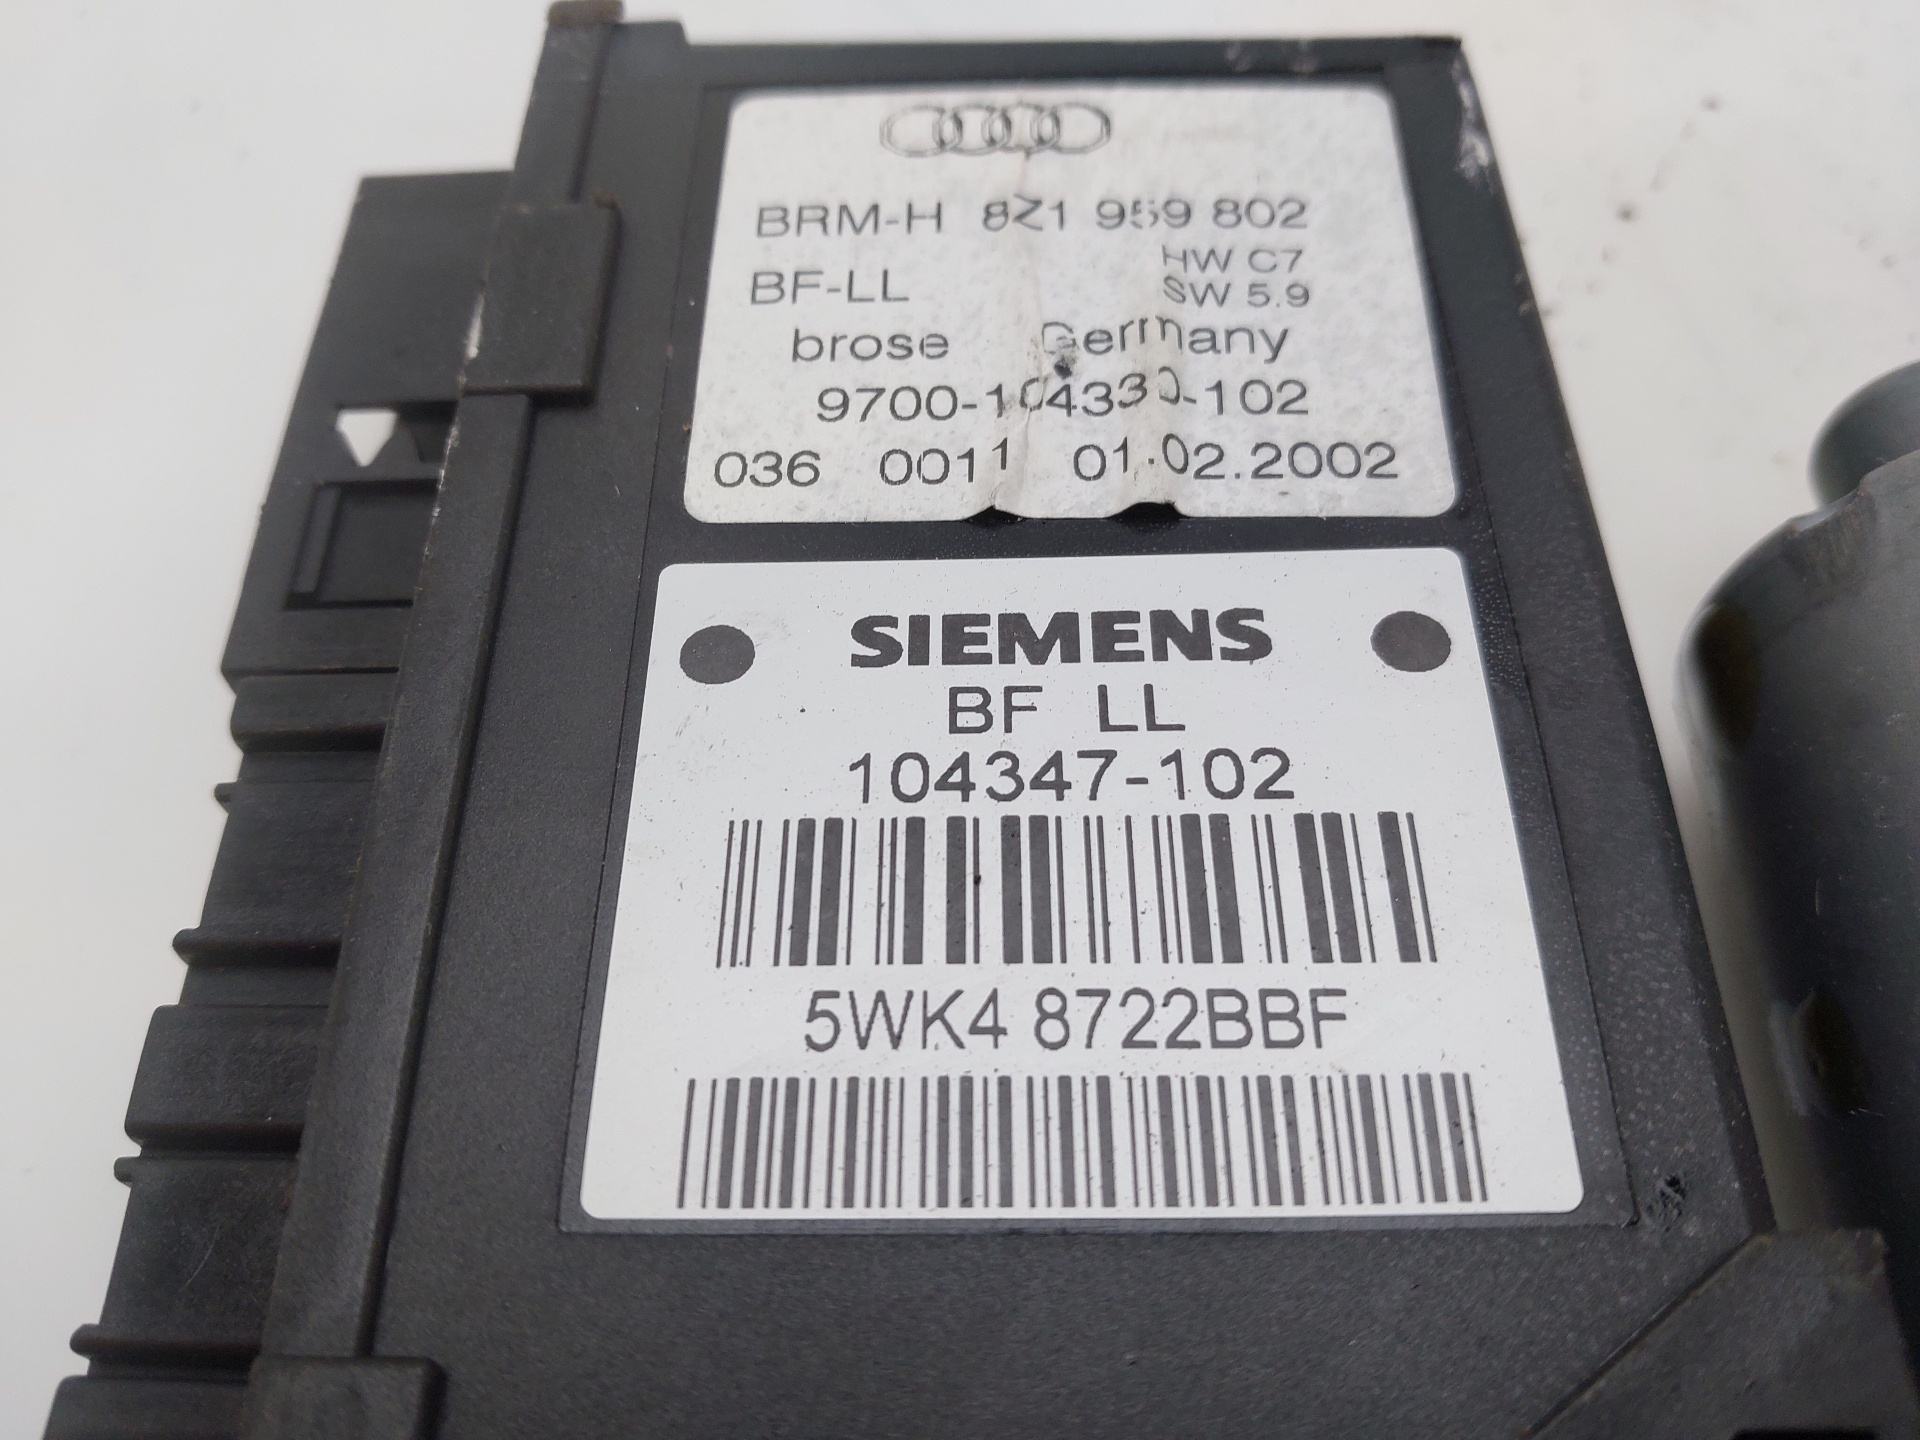 BRM-H 8Z1 959 802
HW C7
BF-LL SW 5.9
brose Germany
9700-104330-102
036 0011 01.02.2002
SIEMENS
BF LL
104347-102
5WK4 8722BBF